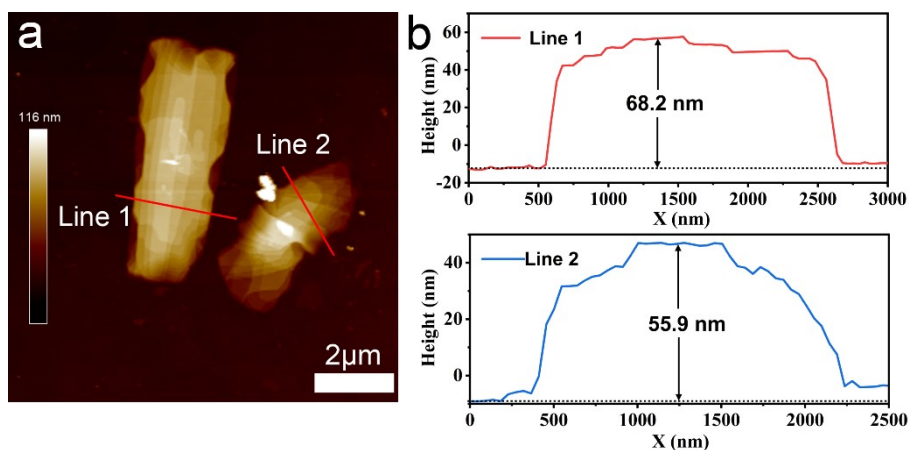 a
116 nm
Line 1
Line 2
2μm
b
Line 1
68.2 nm
Height (nm)
60
40
20
0
-20
0 500 1000 1500 2000 2500 3000
X (nm)
Line 2
55.9 nm
Height (nm)
40
20
0
0 500 1000 1500 2000 2500
X (nm)